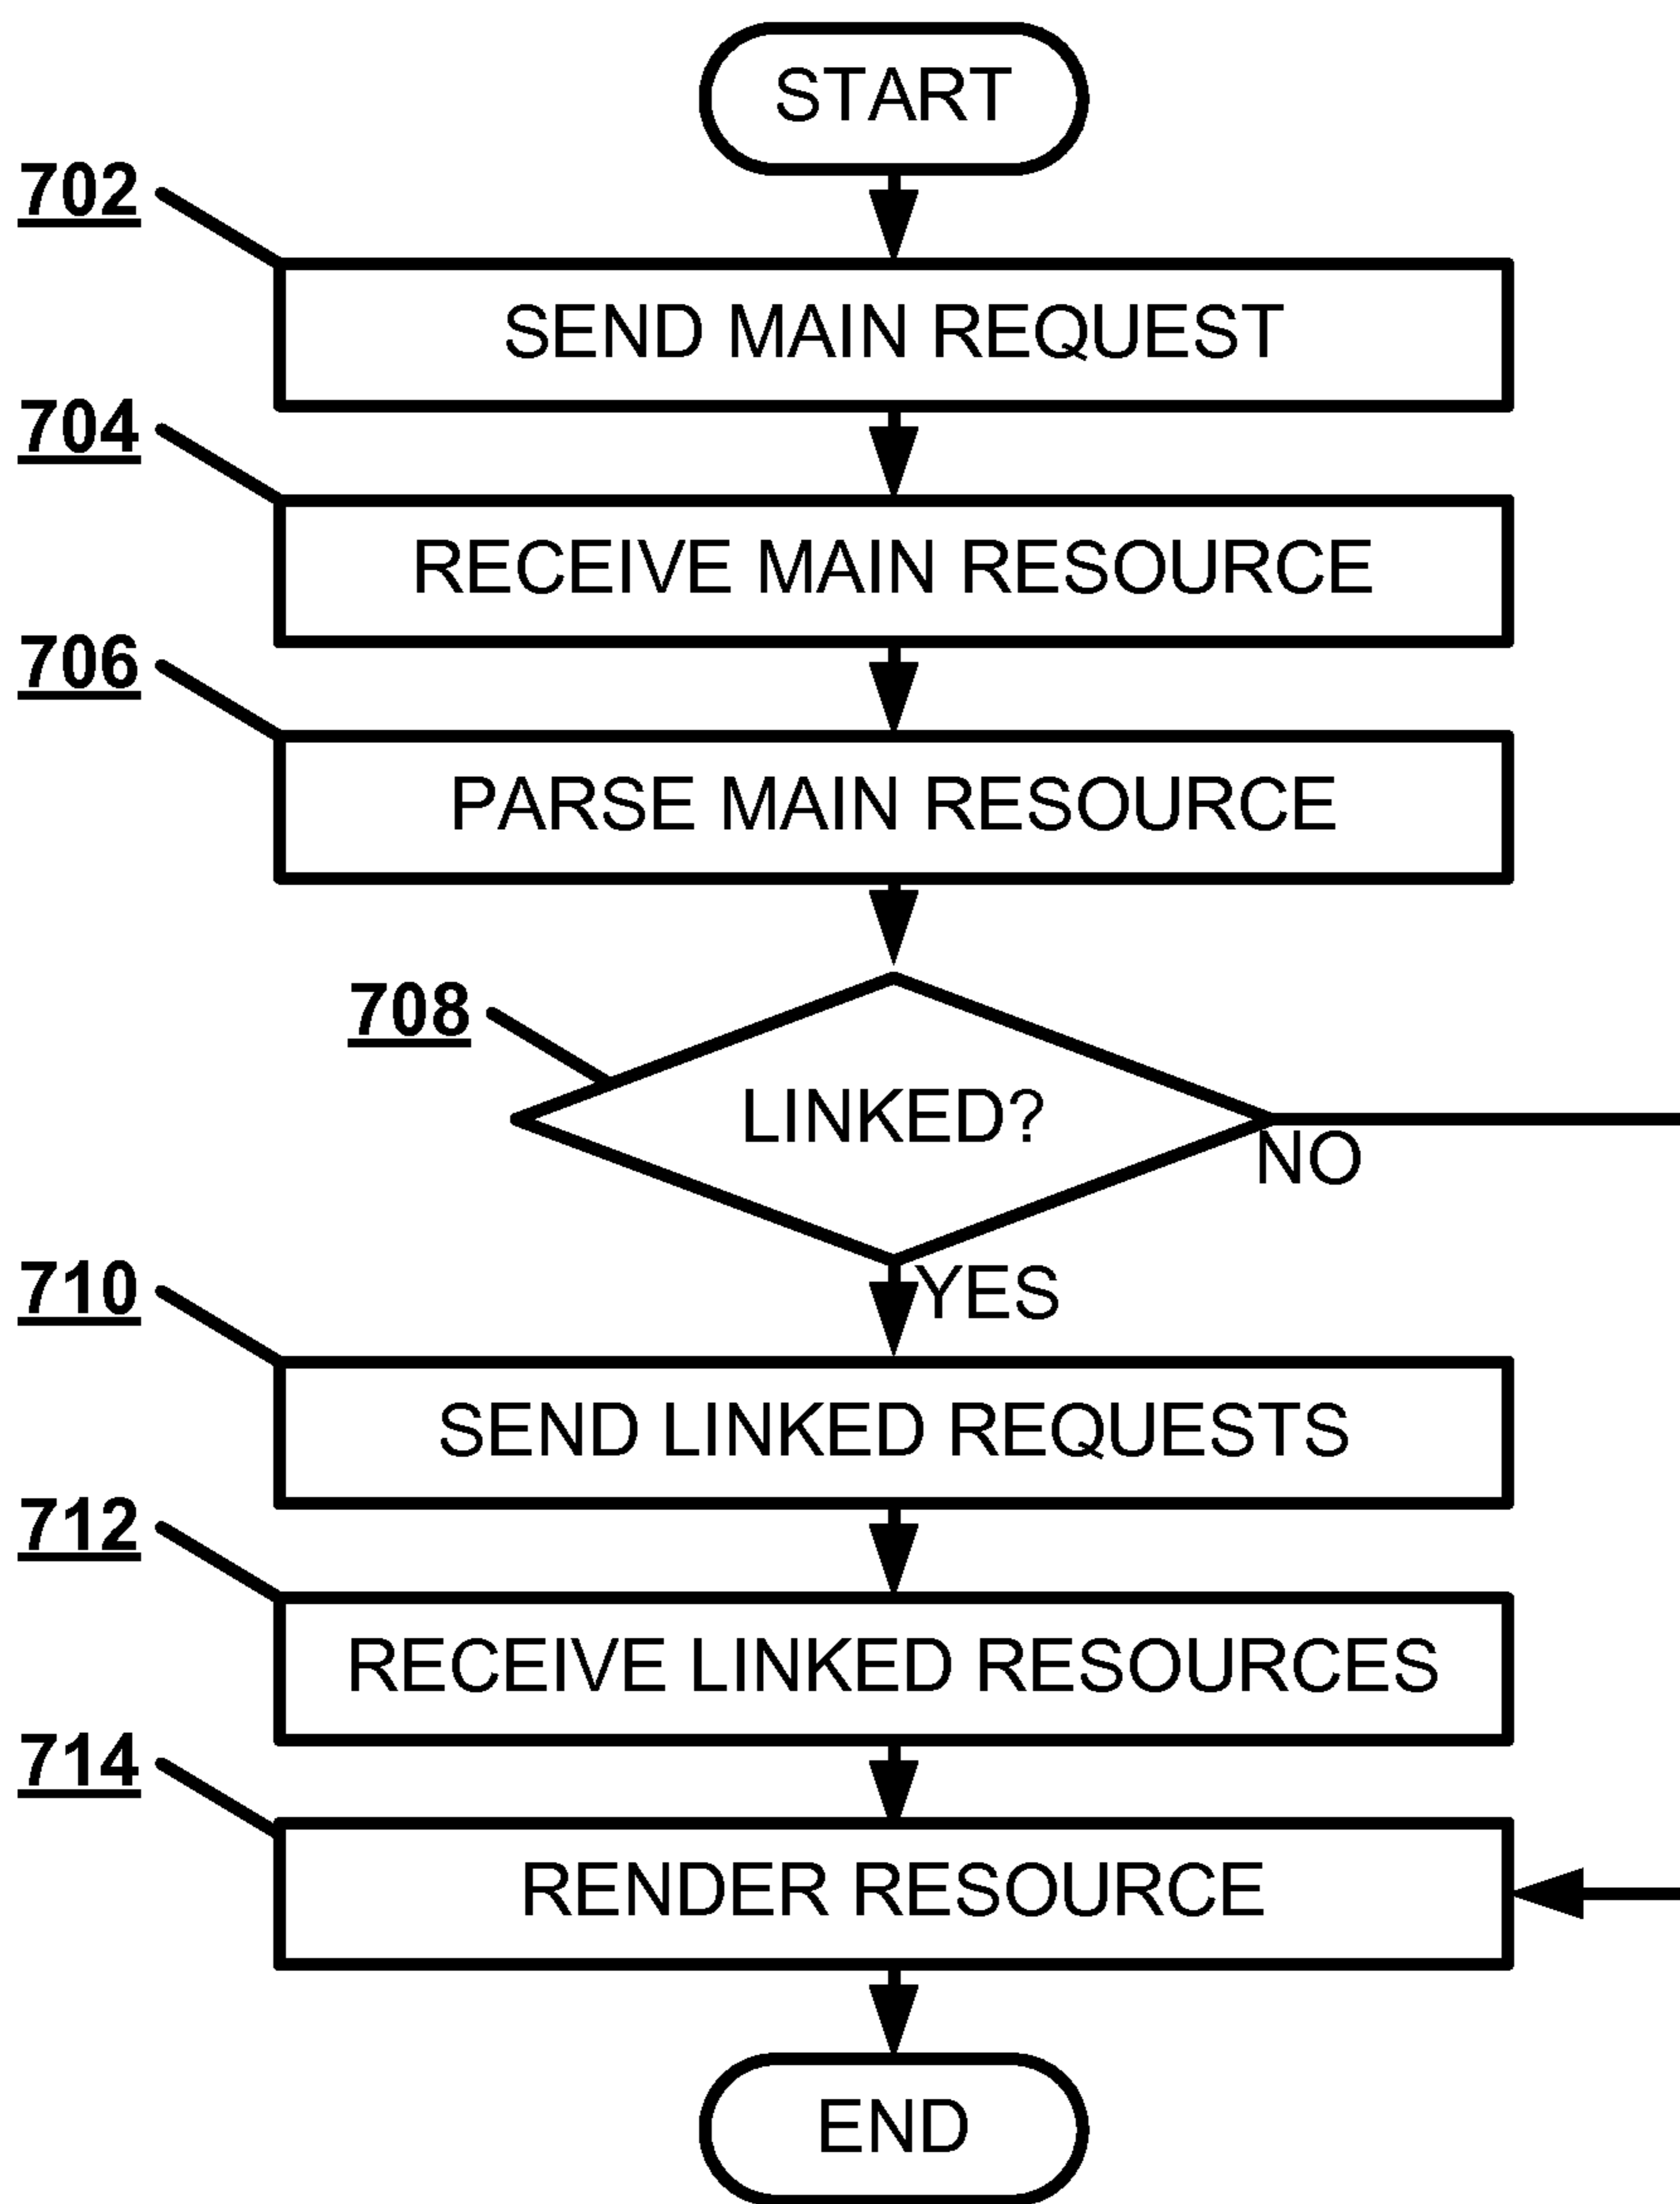 START
702
SEND MAIN REQUEST
704
RECEIVE MAIN RESOURCE
706
PARSE MAIN RESOURCE
708
LINKED?
NO
YES
710
SEND LINKED REQUESTS
712
RECEIVE LINKED RESOURCES
714
RENDER RESOURCE
END